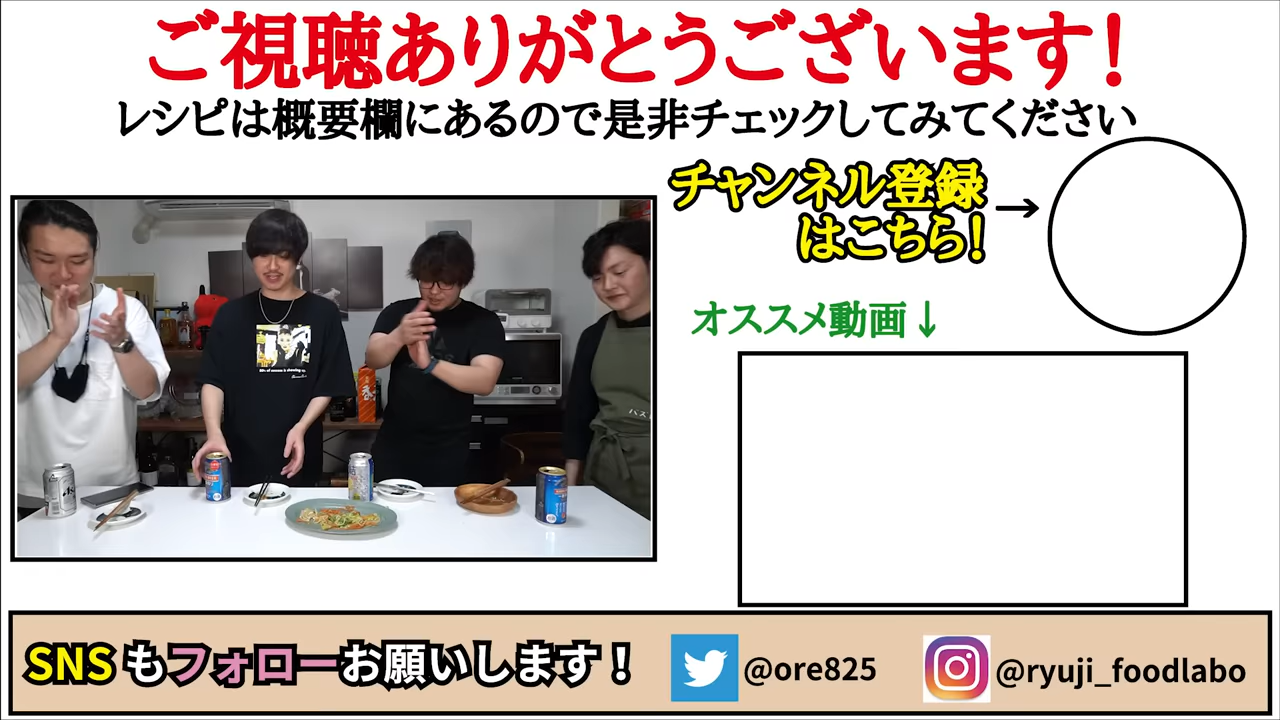 ご視聴ありがとうございます！
レシピは概要欄にあるので是非チェックしてみてください
チャンネル登録
はこちら！
→
オススメ動画↓
SNSもフォローお願いします！
@ore825
@ryuji_foodlabo